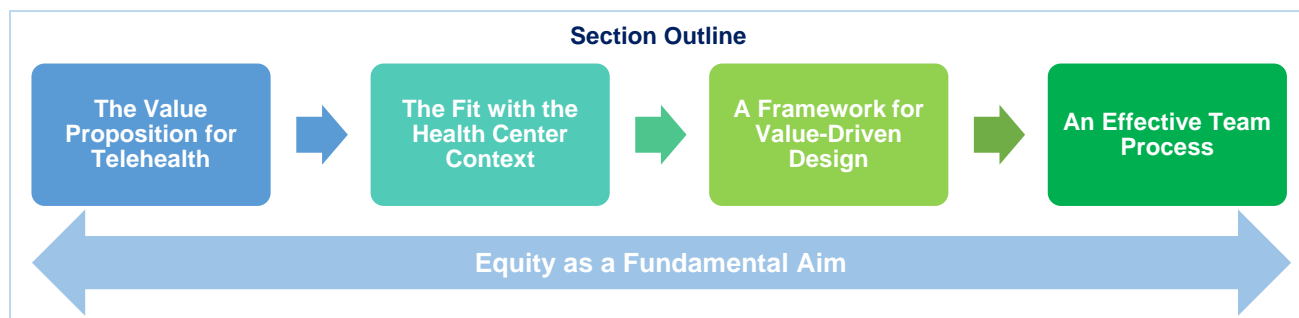 Section Outline
The Value
Proposition for
Telehealth
The Fit with the
Health Center
Context
A Framework for
Value-Driven
Design
An Effective Team
Process
Equity as a Fundamental Aim